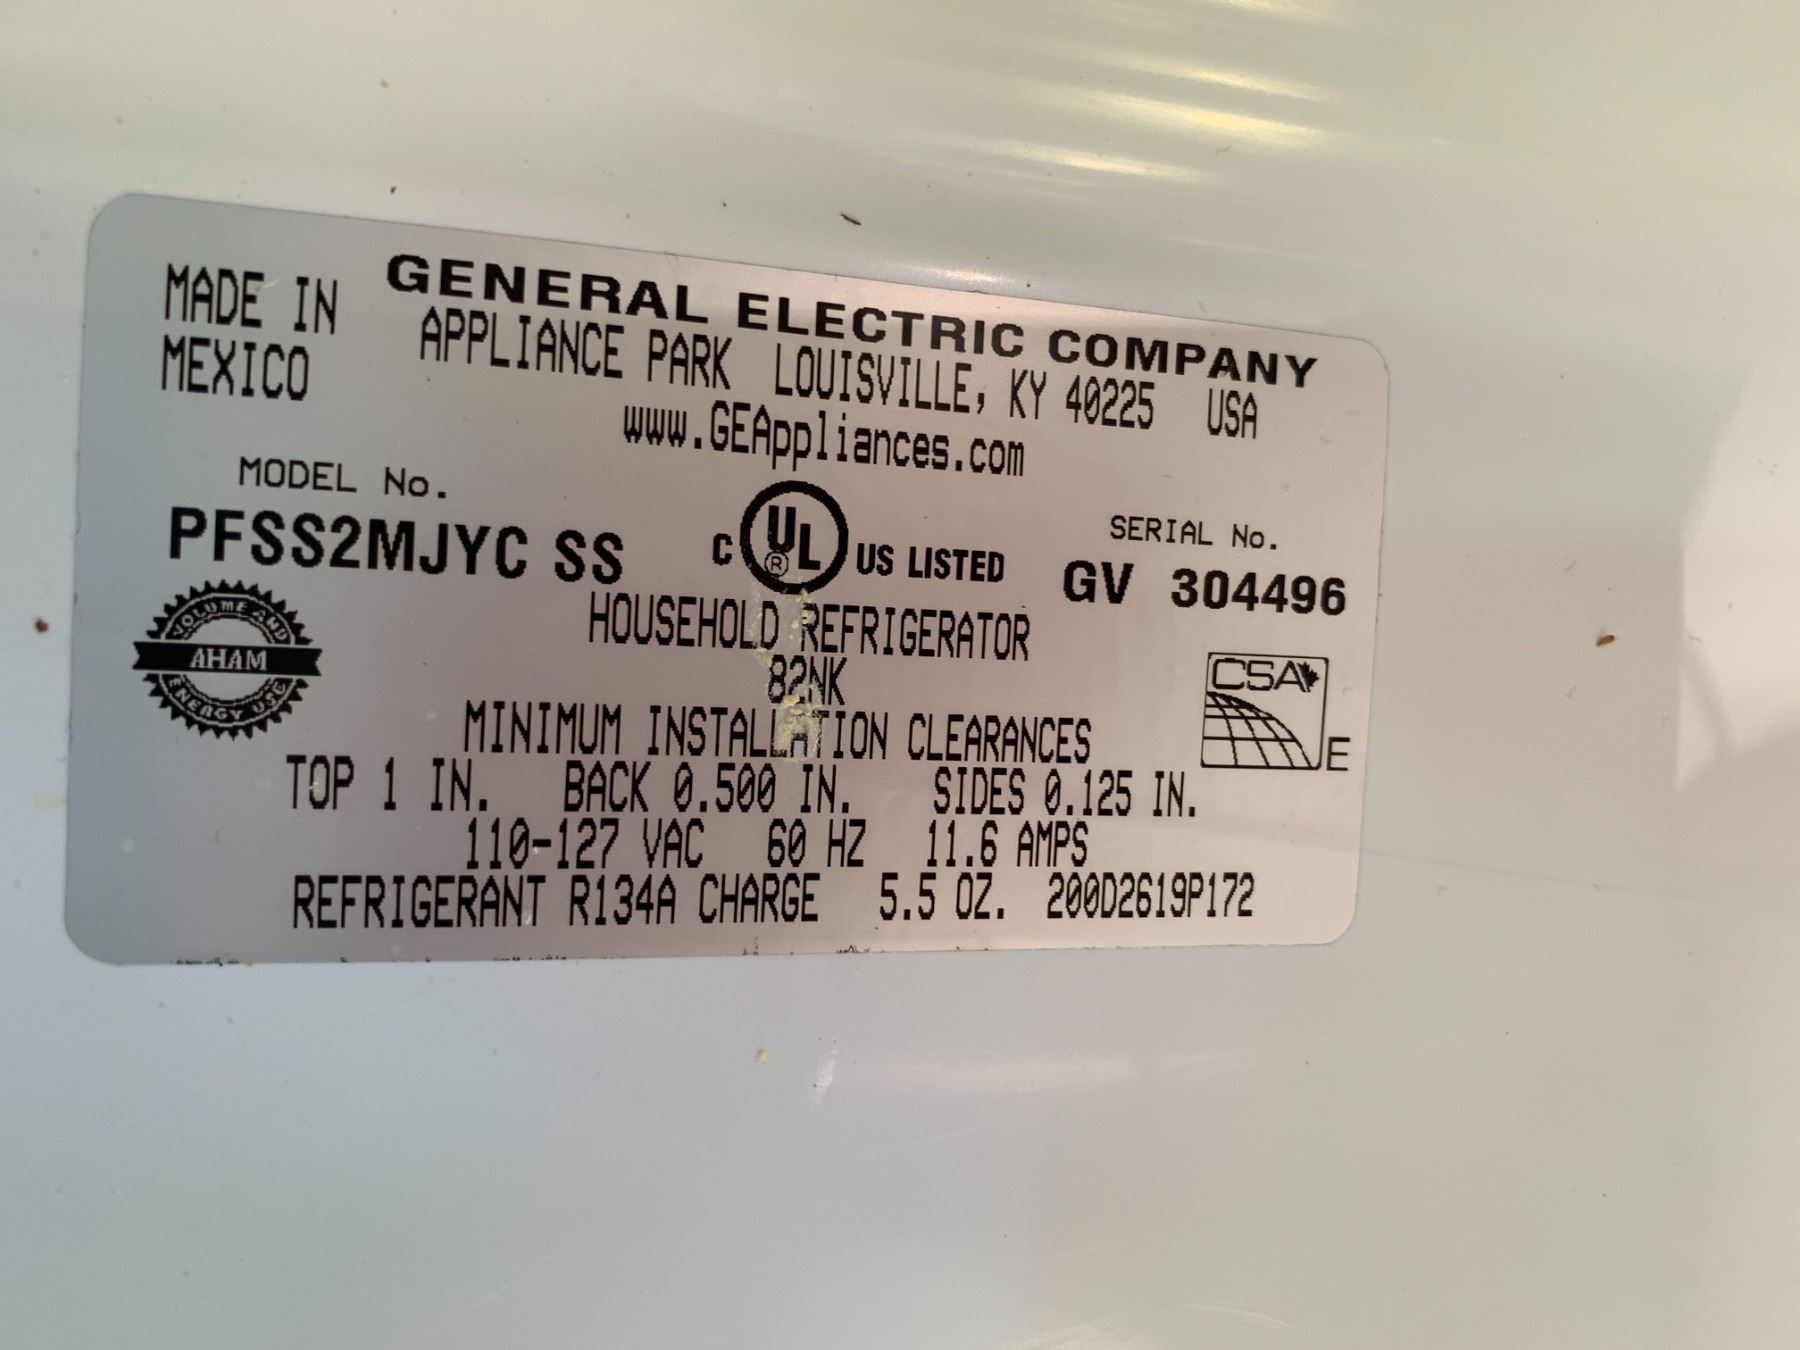 MADE IN
MEXICO
GENERAL ELECTRIC COMPANY
APPLIANCE PARK LOUISVILLE, KY 40225 USA
www.GEAppliances.com
MODEL No.
PFSS2MJYC SS
C UL ® US LISTED
SERIAL No.
GV 304496
VOLUME AND
AHAM
ENERGY USE
HOUSEHOLD REFRIGERATOR
82NK
CSA
E
MINIMUM INSTALLATION CLEARANCES
TOP 1 IN. BACK 0.500 IN. SIDES 0.125 IN.
110-127 VAC 60 HZ 11.6 AMPS
REFRIGERANT R134A CHARGE 5.5 OZ. 200D2619P172